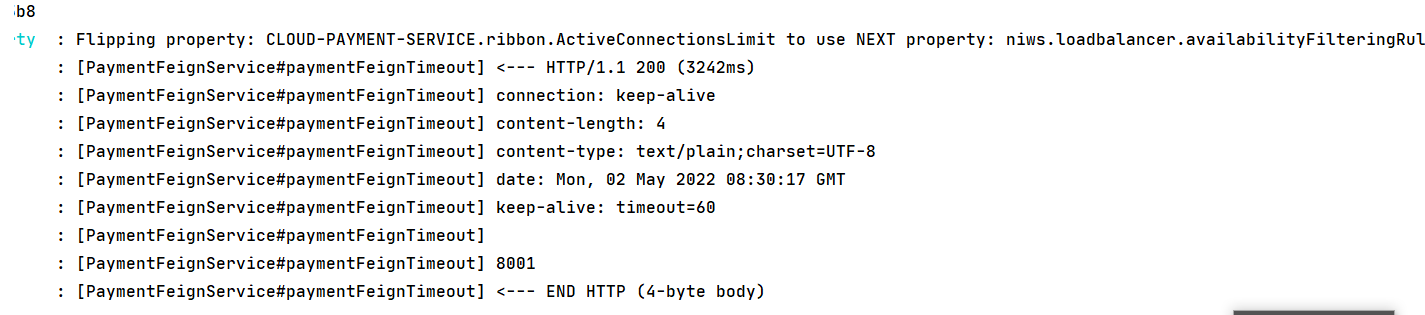 b8
ty : Flipping property: CLOUD-PAYMENT-SERVICE.ribbon.ActiveConnectionsLimit to use NEXT property: niws.loadbalancer.availabilityFilteringRul
: [PaymentFeignService#paymentFeignTimeout] <--- HTTP/1.1 200 (3242ms)
: [PaymentFeignService#paymentFeignTimeout] connection: keep-alive
: [PaymentFeignService#paymentFeignTimeout] content-length: 4
: [PaymentFeignService#paymentFeignTimeout] content-type: text/plain;charset=UTF-8
: [PaymentFeignService#paymentFeignTimeout] date: Mon, 02 May 2022 08:30:17 GMT
: [PaymentFeignService#paymentFeignTimeout] keep-alive: timeout=60
: [PaymentFeignService#paymentFeignTimeout]
: [PaymentFeignService#paymentFeignTimeout] 8001
: [PaymentFeignService#paymentFeignTimeout] <--- END HTTP (4-byte body)